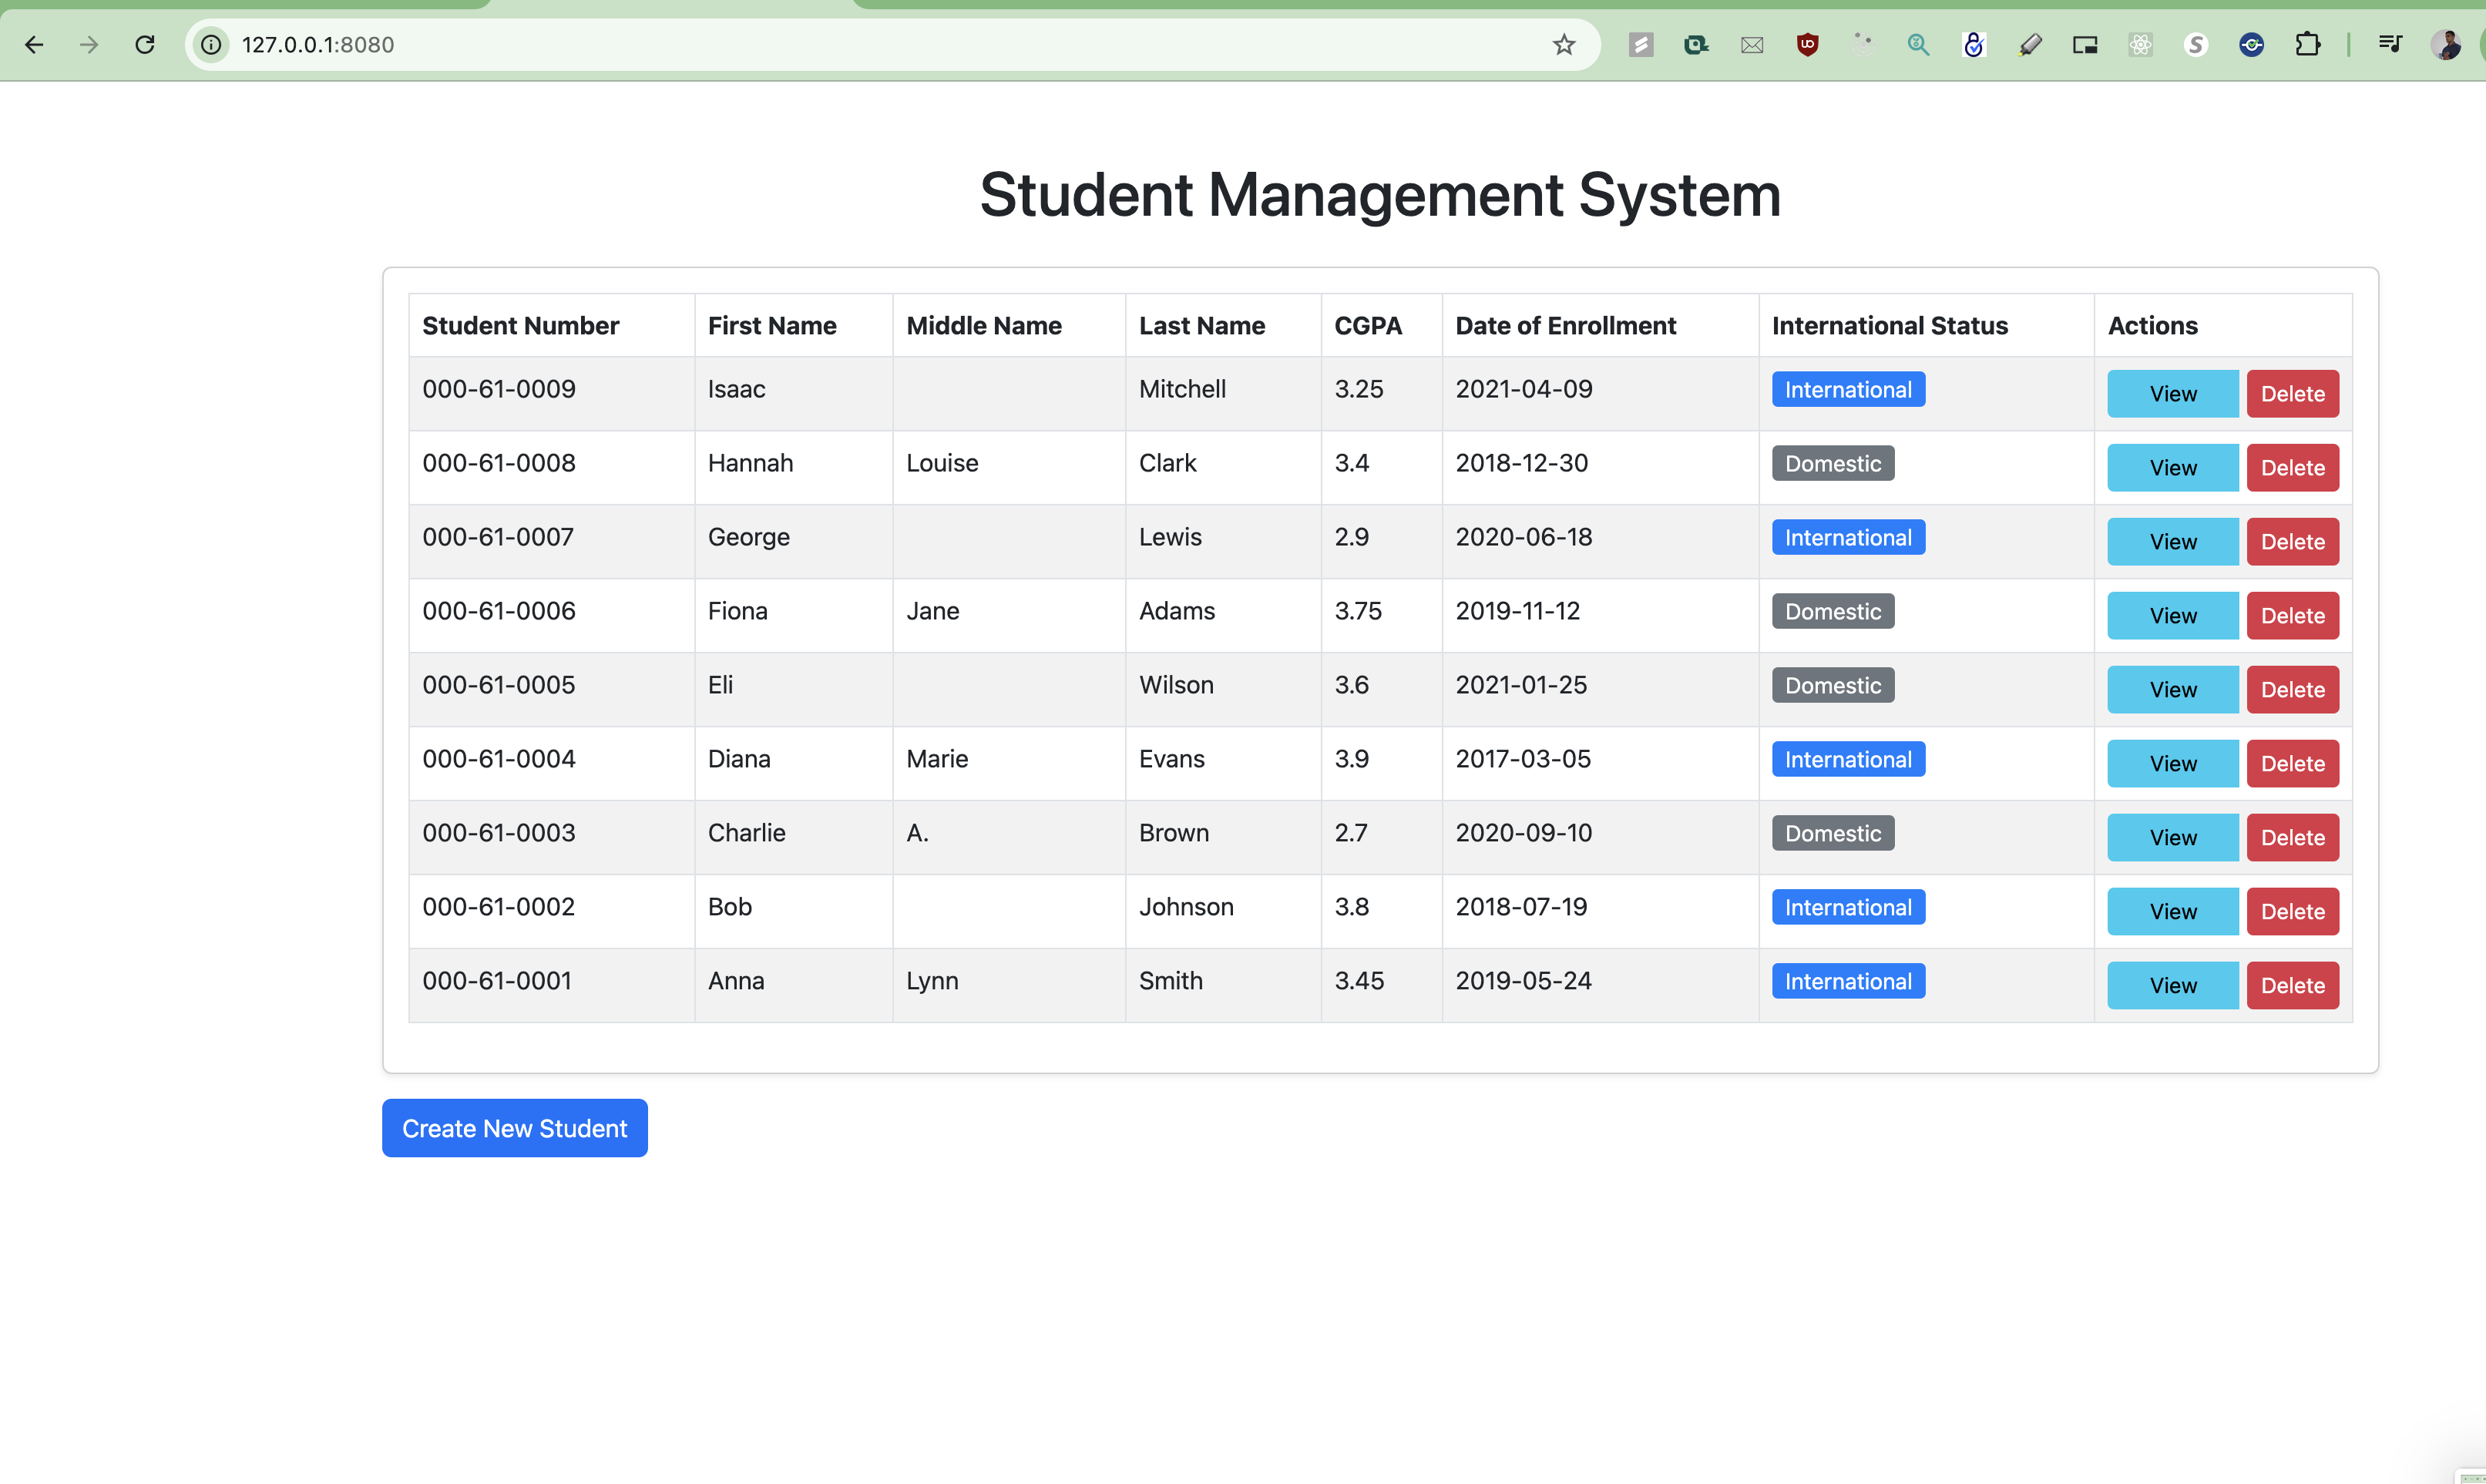 127.0.0.1:8080
Student Management System
Student Number First Name Middle Name Last Name CGPA Date of Enrollment International Status Actions
000-61-0009 Isaac Mitchell 3.25 2021-04-09 International View Delete
000-61-0008 Hannah Louise Clark 3.4 2018-12-30 Domestic View Delete
000-61-0007 George Lewis 2.9 2020-06-18 International View Delete
000-61-0006 Fiona Jane Adams 3.75 2019-11-12 Domestic View Delete
000-61-0005 Eli Wilson 3.6 2021-01-25 Domestic View Delete
000-61-0004 Diana Marie Evans 3.9 2017-03-05 International View Delete
000-61-0003 Charlie A. Brown 2.7 2020-09-10 Domestic View Delete
000-61-0002 Bob Johnson 3.8 2018-07-19 International View Delete
000-61-0001 Anna Lynn Smith 3.45 2019-05-24 International View Delete
Create New Student